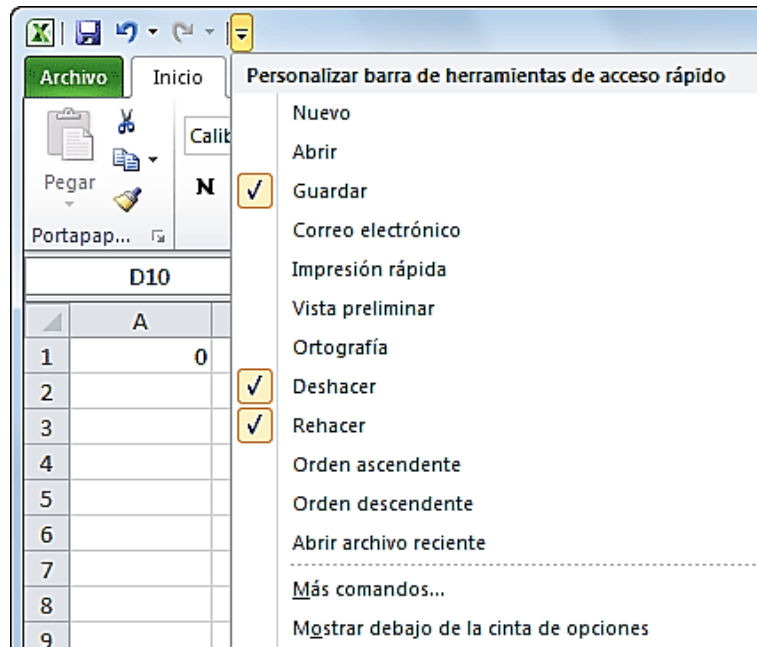 Archivo Inicio
Personalizar barra de herramientas de acceso rápido
Nuevo
Abrir
Guardar
Correo electrónico
Impresión rápida
Vista preliminar
Ortografía
Deshacer
Rehacer
Orden ascendente
Orden descendente
Abrir archivo reciente
Más comandos...
Mostrar debajo de la cinta de opciones
Calib
Pegar
N
Portapap...
D10
A
1 0
2
3
4
5
6
7
8
9